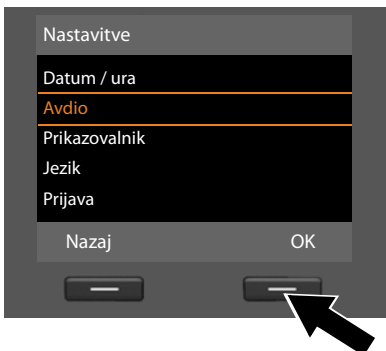 Nastavitve
Datum / ura
Avdio
Prikazovalnik
Jezik
Prijava
Nazaj OK